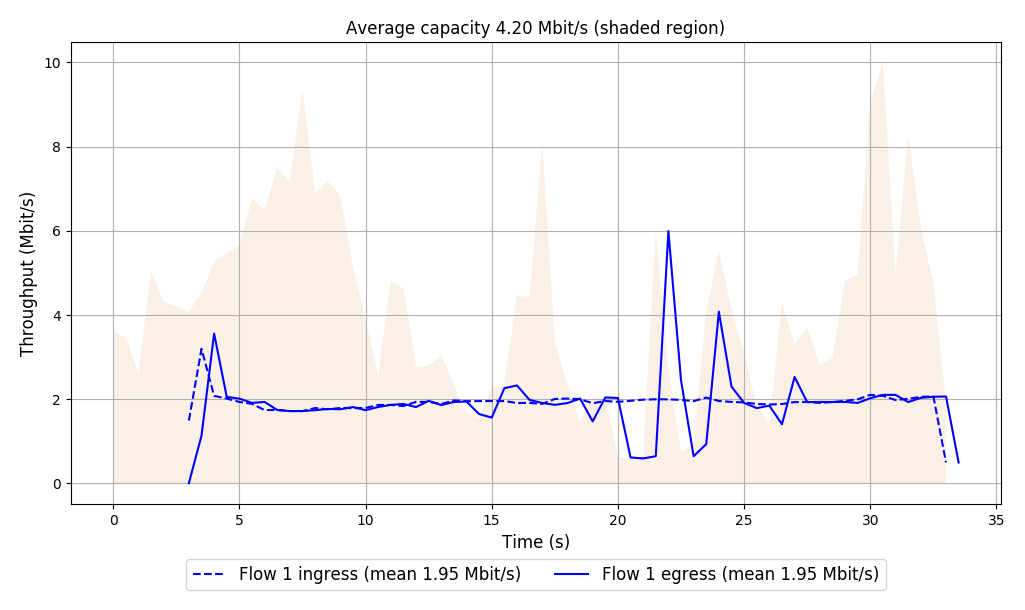 Average capacity 4.20 Mbit/s (shaded region)
Throughput (Mbit/s)
10
8
6
4
2
0
0 5 10 15 20 25 30 35
Time (s)
Flow 1 ingress (mean 1.95 Mbit/s) Flow 1 egress (mean 1.95 Mbit/s)